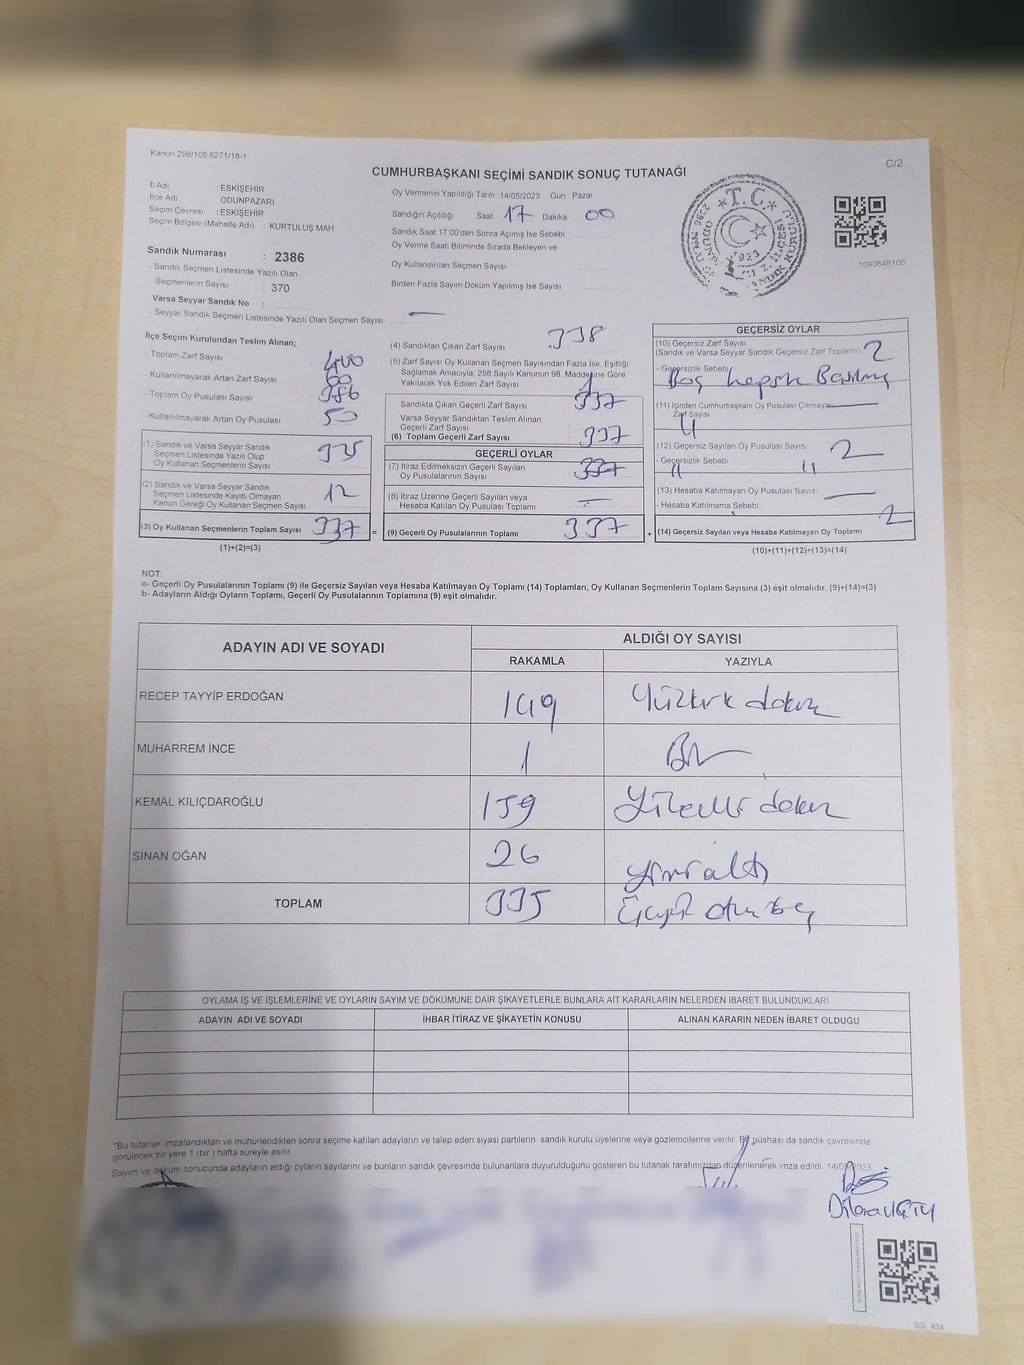 Kanun 298/105 6271/18-1
C/2
CUMHURBAŞKANI SEÇİMİ SANDIK SONUÇ TUTANAĞI
İl Adı ESKİŞEHİR
İlçe Adı ODUNPAZARI
Seçim Çevresi : ESKİŞEHİR
Seçim Bölgesi (Mahalle Adı) : KURTULUŞ MAH
Sandık Numarası : 2386
- Sandık Seçmen Listesinde Yazılı Olan
Seçmenlerin Sayısı : 370
Varsa Seyyar Sandık No :
- Seyyar Sandık Seçmen Listesinde Yazılı Olan Seçmen Sayısı :
Oy Vermenin Yapıldığı Tarih : 14/05/2023 Gün : Pazar
Sandığın Açıldığı Saat 17 Dakika 00
Sandık Saat 17:00'den Sonra Açımış İse Sebebi
Oy Verme Saati Bitiminde Sırada Bekleyen ve
Oy Kullandırılan Seçmen Sayısı
Birden Fazla Sayım Döküm Yapılmış İse Sayısı
T.C.
1923
1093648106
İlçe Seçim Kurulundan Teslim Alınan;
- Toplam Zarf Sayısı 400
- Kullanılmayarak Artan Zarf Sayısı 60
- Toplam Oy Pusulası Sayısı 386
- Kullanılmayarak Artan Oy Pusulası 50
(1) Sandık ve Varsa Seyyar Sandık
Seçmen Listesinde Yazılı Olup
Oy Kullanan Seçmenlerin Sayısı 325
(2) Sandık ve Varsa Seyyar Sandık
Seçmen Listesinde Kayıtlı Olmayan
Kanun Gereği Oy Kullanan Seçmen Sayısı 12
(3) Oy Kullanan Seçmenlerin Toplam Sayısı 337 =
(1)+(2)=(3)
(4) Sandıktan Çıkan Zarf Sayısı 338
(5) Zarf Sayısı Oy Kullanan Seçmen Sayısından Fazla İse, Eşitliği
Sağlamak Amacıyla, 298 Sayılı Kanunun 98. Maddesine Göre
Yakılarak Yok Edilen Zarf Sayısı 1
Sandıkta Çıkan Geçerli Zarf Sayısı 337
Varsa Seyyar Sandıktan Teslim Alınan
Geçerli Zarf Sayısı
(6) Toplam Geçerli Zarf Sayısı 337
GEÇERLİ OYLAR
(7) İtiraz Edilmeksizin Geçerli Sayılan
Oy Pusulalarının Sayısı 337
(8) İtiraz Üzerine Geçerli Sayılan veya
Hesaba Katılan Oy Pusulası Toplamı
(9) Geçerli Oy Pusulalarının Toplamı 337 +
GEÇERSİZ OYLAR
(10) Geçersiz Zarf Sayısı
(Sandık ve Varsa Seyyar Sandık Geçersiz Zarf Toplamı) 2
- Geçersizlik Sebebi
Boş
(11) İçinden Cumhurbaşkanı Oy Pusulası Çıkmayan
Zarf Sayısı
(12) Geçersiz Sayılan Oy Pusulası Sayısı 2
- Geçersizlik Sebebi
(13) Hesaba Katılmayan Oy Pusulası Sayısı
- Hesaba Katılmama Sebebi
(14) Geçersiz Sayılan veya Hesaba Katılmayan Oy Toplamı 2
(10)+(11)+(12)+(13)=(14)
NOT:
a- Geçerli Oy Pusulalarının Toplamı (9) ile Geçersiz Sayılan veya Hesaba Katılmayan Oy Toplamı (14) Toplamları, Oy Kullanan Seçmenlerin Toplam Sayısına (3) eşit olmalıdır. (9)+(14)=(3)
b- Adayların Aldığı Oyların Toplamı, Geçerli Oy Pusulalarının Toplamına (9) eşit olmalıdır.
ADAYIN ADI VE SOYADI ALDIĞI OY SAYISI
RAKAMLA YAZIYLA
RECEP TAYYİP ERDOĞAN 149 Yüzkırk dokuz
MUHARREM İNCE 1 Bir
KEMAL KILIÇDAROĞLU 159 Yüzelli dokuz
SİNAN OĞAN 26 yirmi altı
TOPLAM 335 Üçyüz otuz beş
OYLAMA İŞ VE İŞLEMLERİNE VE OYLARIN SAYIM VE DÖKÜMÜNE DAİR ŞİKAYETLERLE BUNLARA AİT KARARLARIN NELERDEN İBARET BULUNDUKLARI
ADAYIN ADI VE SOYADI İHBAR İTİRAZ VE ŞİKAYETİN KONUSU ALINAN KARARIN NEDEN İBARET OLDUĞU
*Bu tutanak imzalandıktan ve mühürlendikten sonra seçime katılan adayların ve talep eden siyasi partilerin sandık kurulu üyelerine veya gözlemcilerine verilir. Bir nüshası da sandık çevresinde
görülecek bir yere 1 (bir) hafta süreyle asılır.
Sayım ve döküm sonucunda adayların aldığı oyların sayılarını ve bunların sandık çevresinde bulunanlara duyurulduğunu gösteren bu tutanak tarafımızdan düzenlenerek imza edildi. 14/05/2023